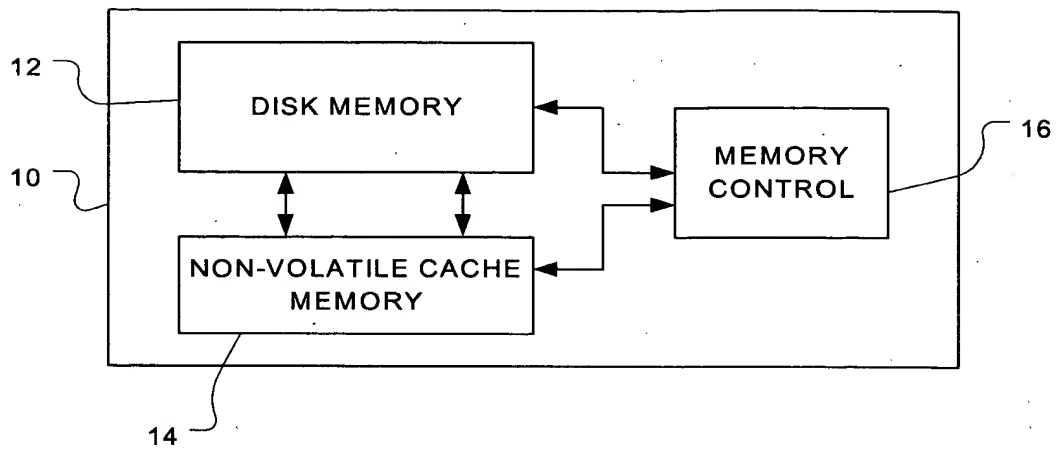 12
DISK MEMORY
16
MEMORY
CONTROL
10
NON-VOLATILE CACHE
MEMORY
14